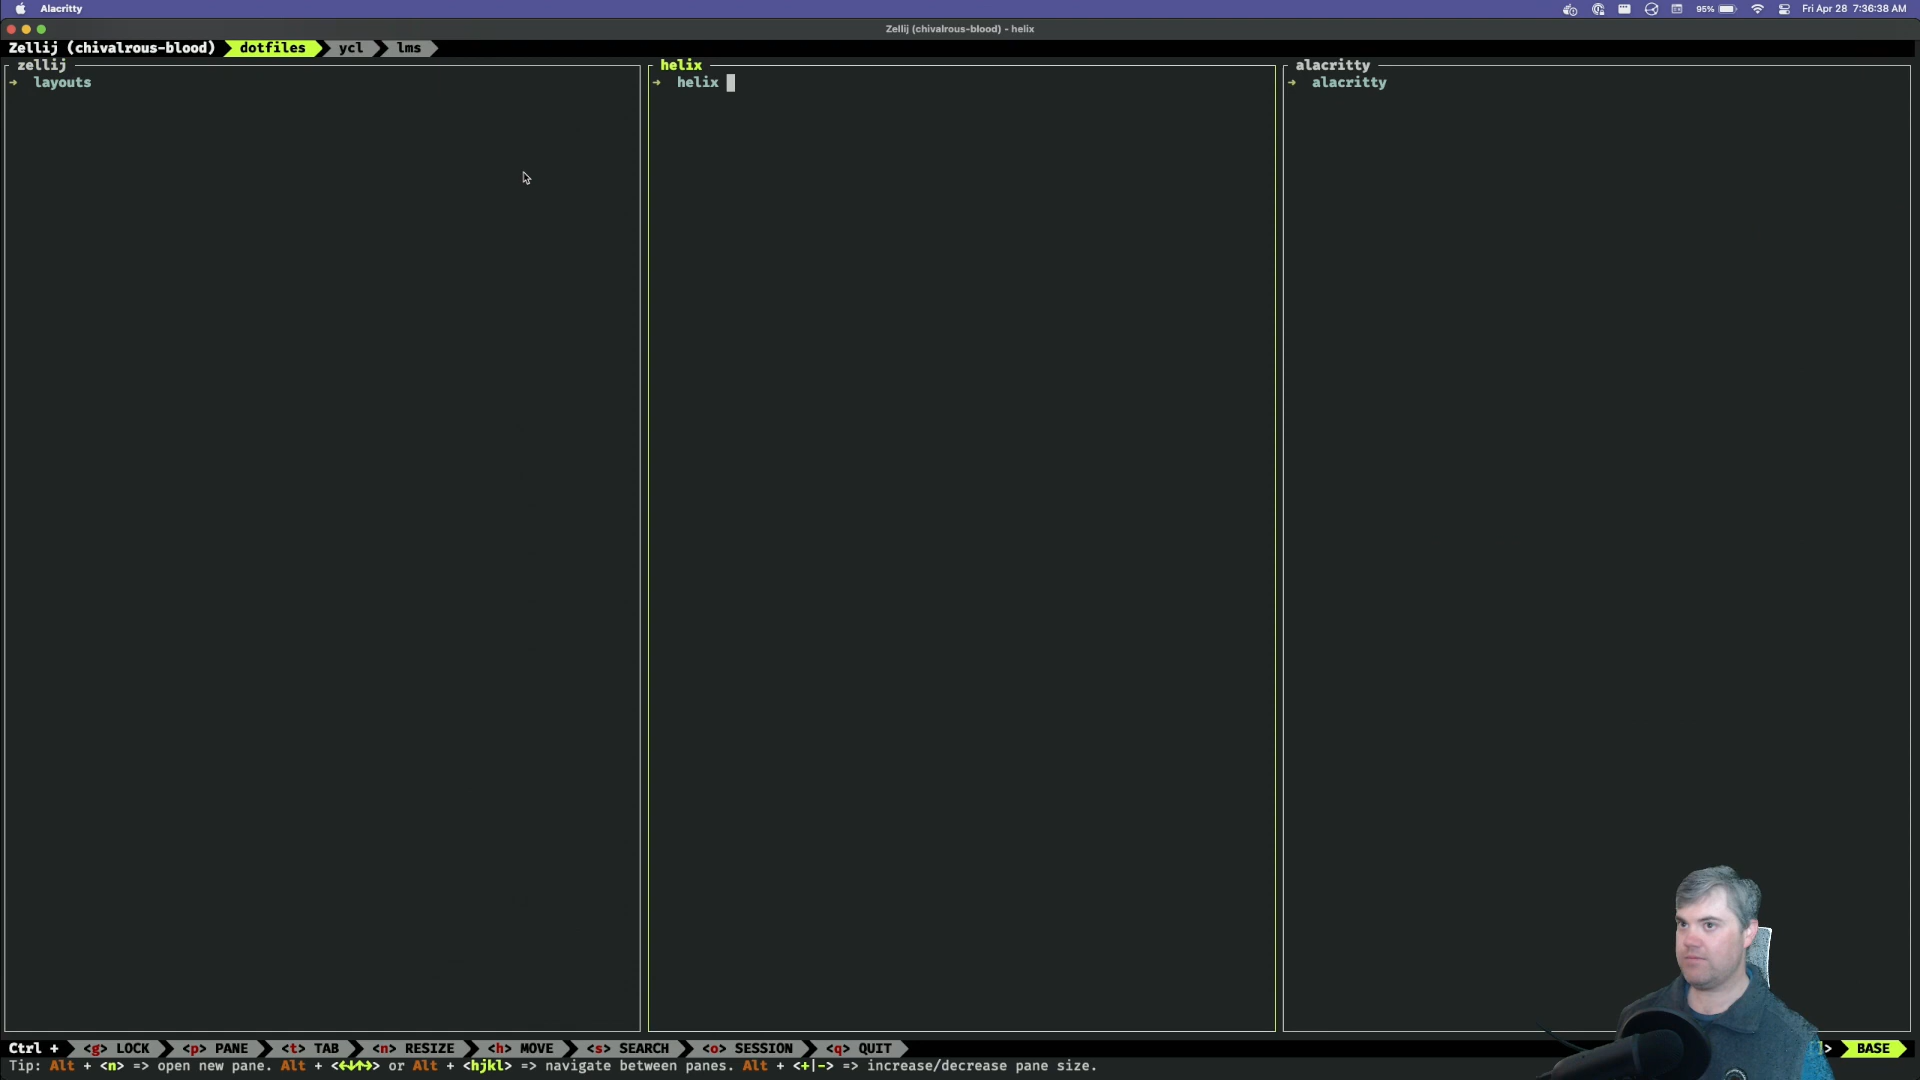 Alacritty
95%
Fri Apr 28 7:36:38 AM
Zellij (chivalrous-blood) - helix
Zellij (chivalrous-blood) dotfiles ycl lms
zellij
➜ layouts
helix
➜ helix
alacritty
➜ alacritty
Ctrl + <g> LOCK <p> PANE <t> TAB <n> RESIZE <h> MOVE <s> SEARCH <o> SESSION <q> QUIT
BASE
Tip: Alt + <n> => open new pane. Alt + <←↓↑→> or Alt + <hjkl> => navigate between panes. Alt + <+|-> => increase/decrease pane size.